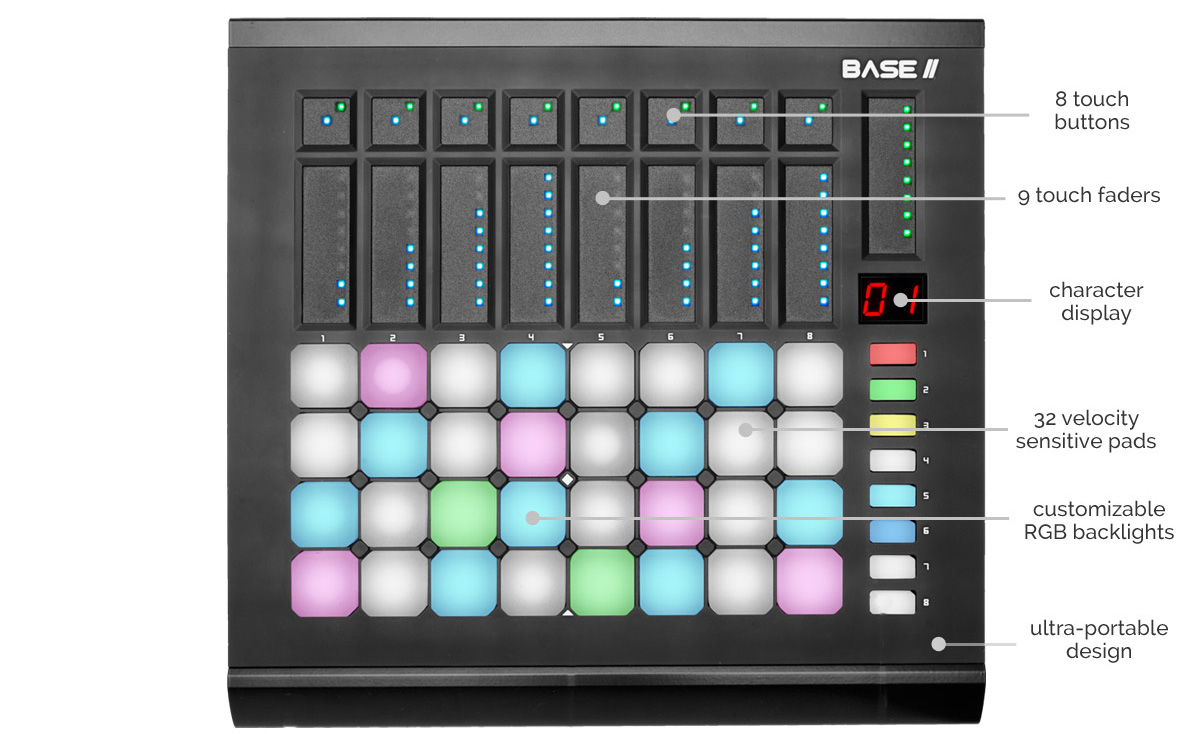 BASE II
8 touch
buttons
9 touch faders
character
display
01
1 2 3 4 5 6 7 8
1
2
3
32 velocity
sensitive pads
4
5
customizable
RGB backlights
6
7
8
ultra-portable
design